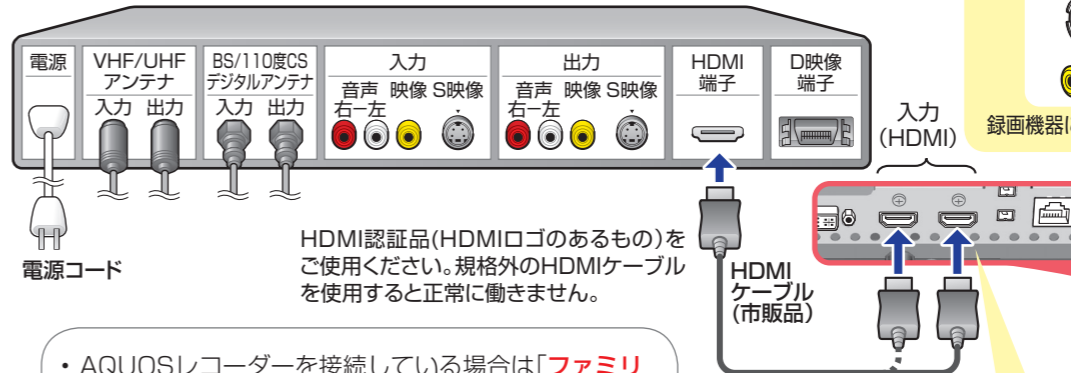 電源
VHF/UHF
アンテナ
入力 出力
BS/110度CS
デジタルアンテナ
入力 出力
入力
音声 映像 S映像
右ー左
出力
音声 映像 S映像
右ー左
HDMI
端子
D映像
端子
入力
(HDMI)
録画機器
電源コード
HDMI認証品(HDMIロゴのあるもの)を
ご使用ください。規格外のHDMIケーブル
を使用すると正常に働きません。
HDMI
ケーブル
(市販品)
・AQUOSレコーダーを接続している場合は「ファミリ